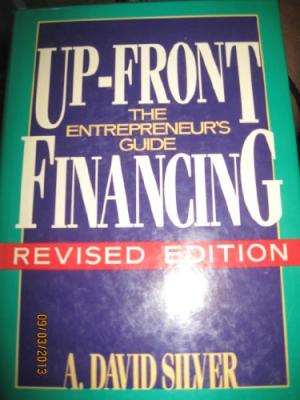 UP-FRONT
THE
ENTREPRENEUR'S
GUIDE
FINANCING
REVISED EDITION
A. DAVID SILVER
09/03/2013